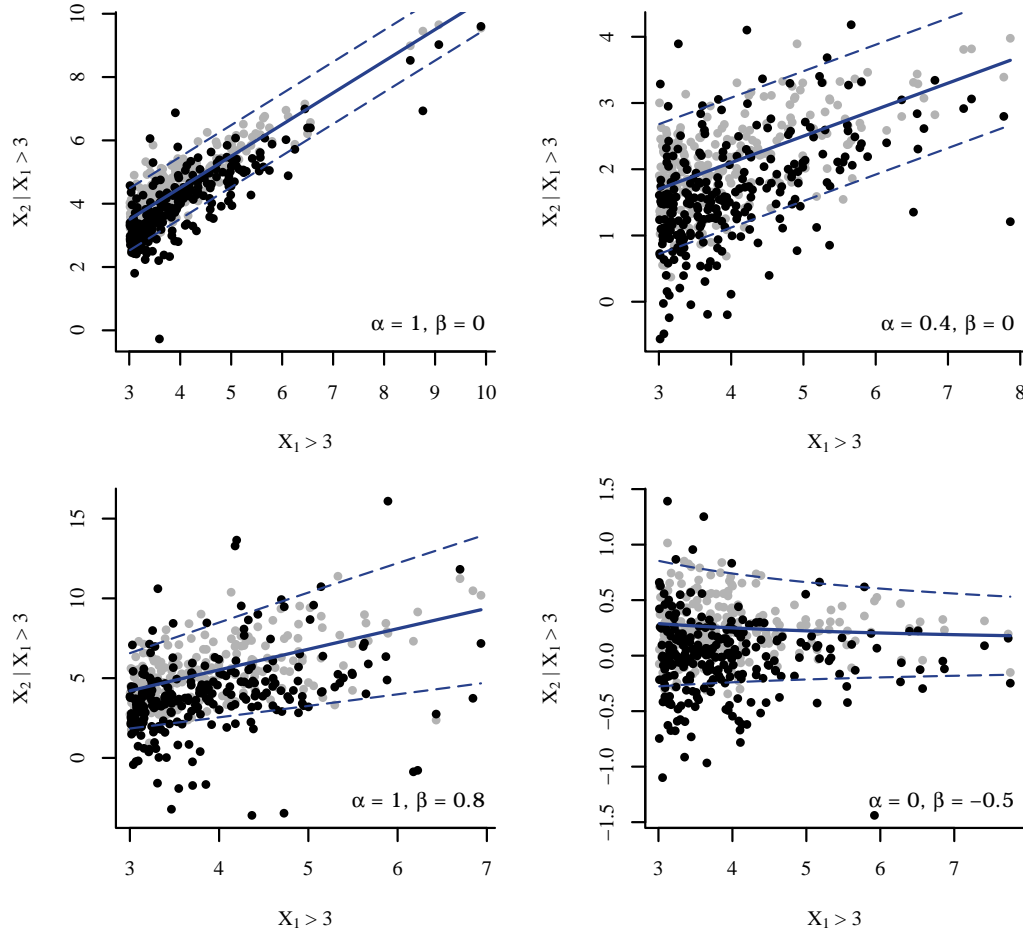 10
8
6
4
2
0
X₂ | X₁ > 3
α = 1, β = 0
3 4 5 6 7 8 9 10
X₁ > 3
4
3
2
1
0
X₂ | X₁ > 3
α = 0.4, β = 0
3 4 5 6 7 8
X₁ > 3
15
10
5
0
X₂ | X₁ > 3
α = 1, β = 0.8
3 4 5 6 7
X₁ > 3
1.5
1.0
0.5
0.0
−0.5
−1.0
−1.5
X₂ | X₁ > 3
α = 0, β = −0.5
3 4 5 6 7
X₁ > 3